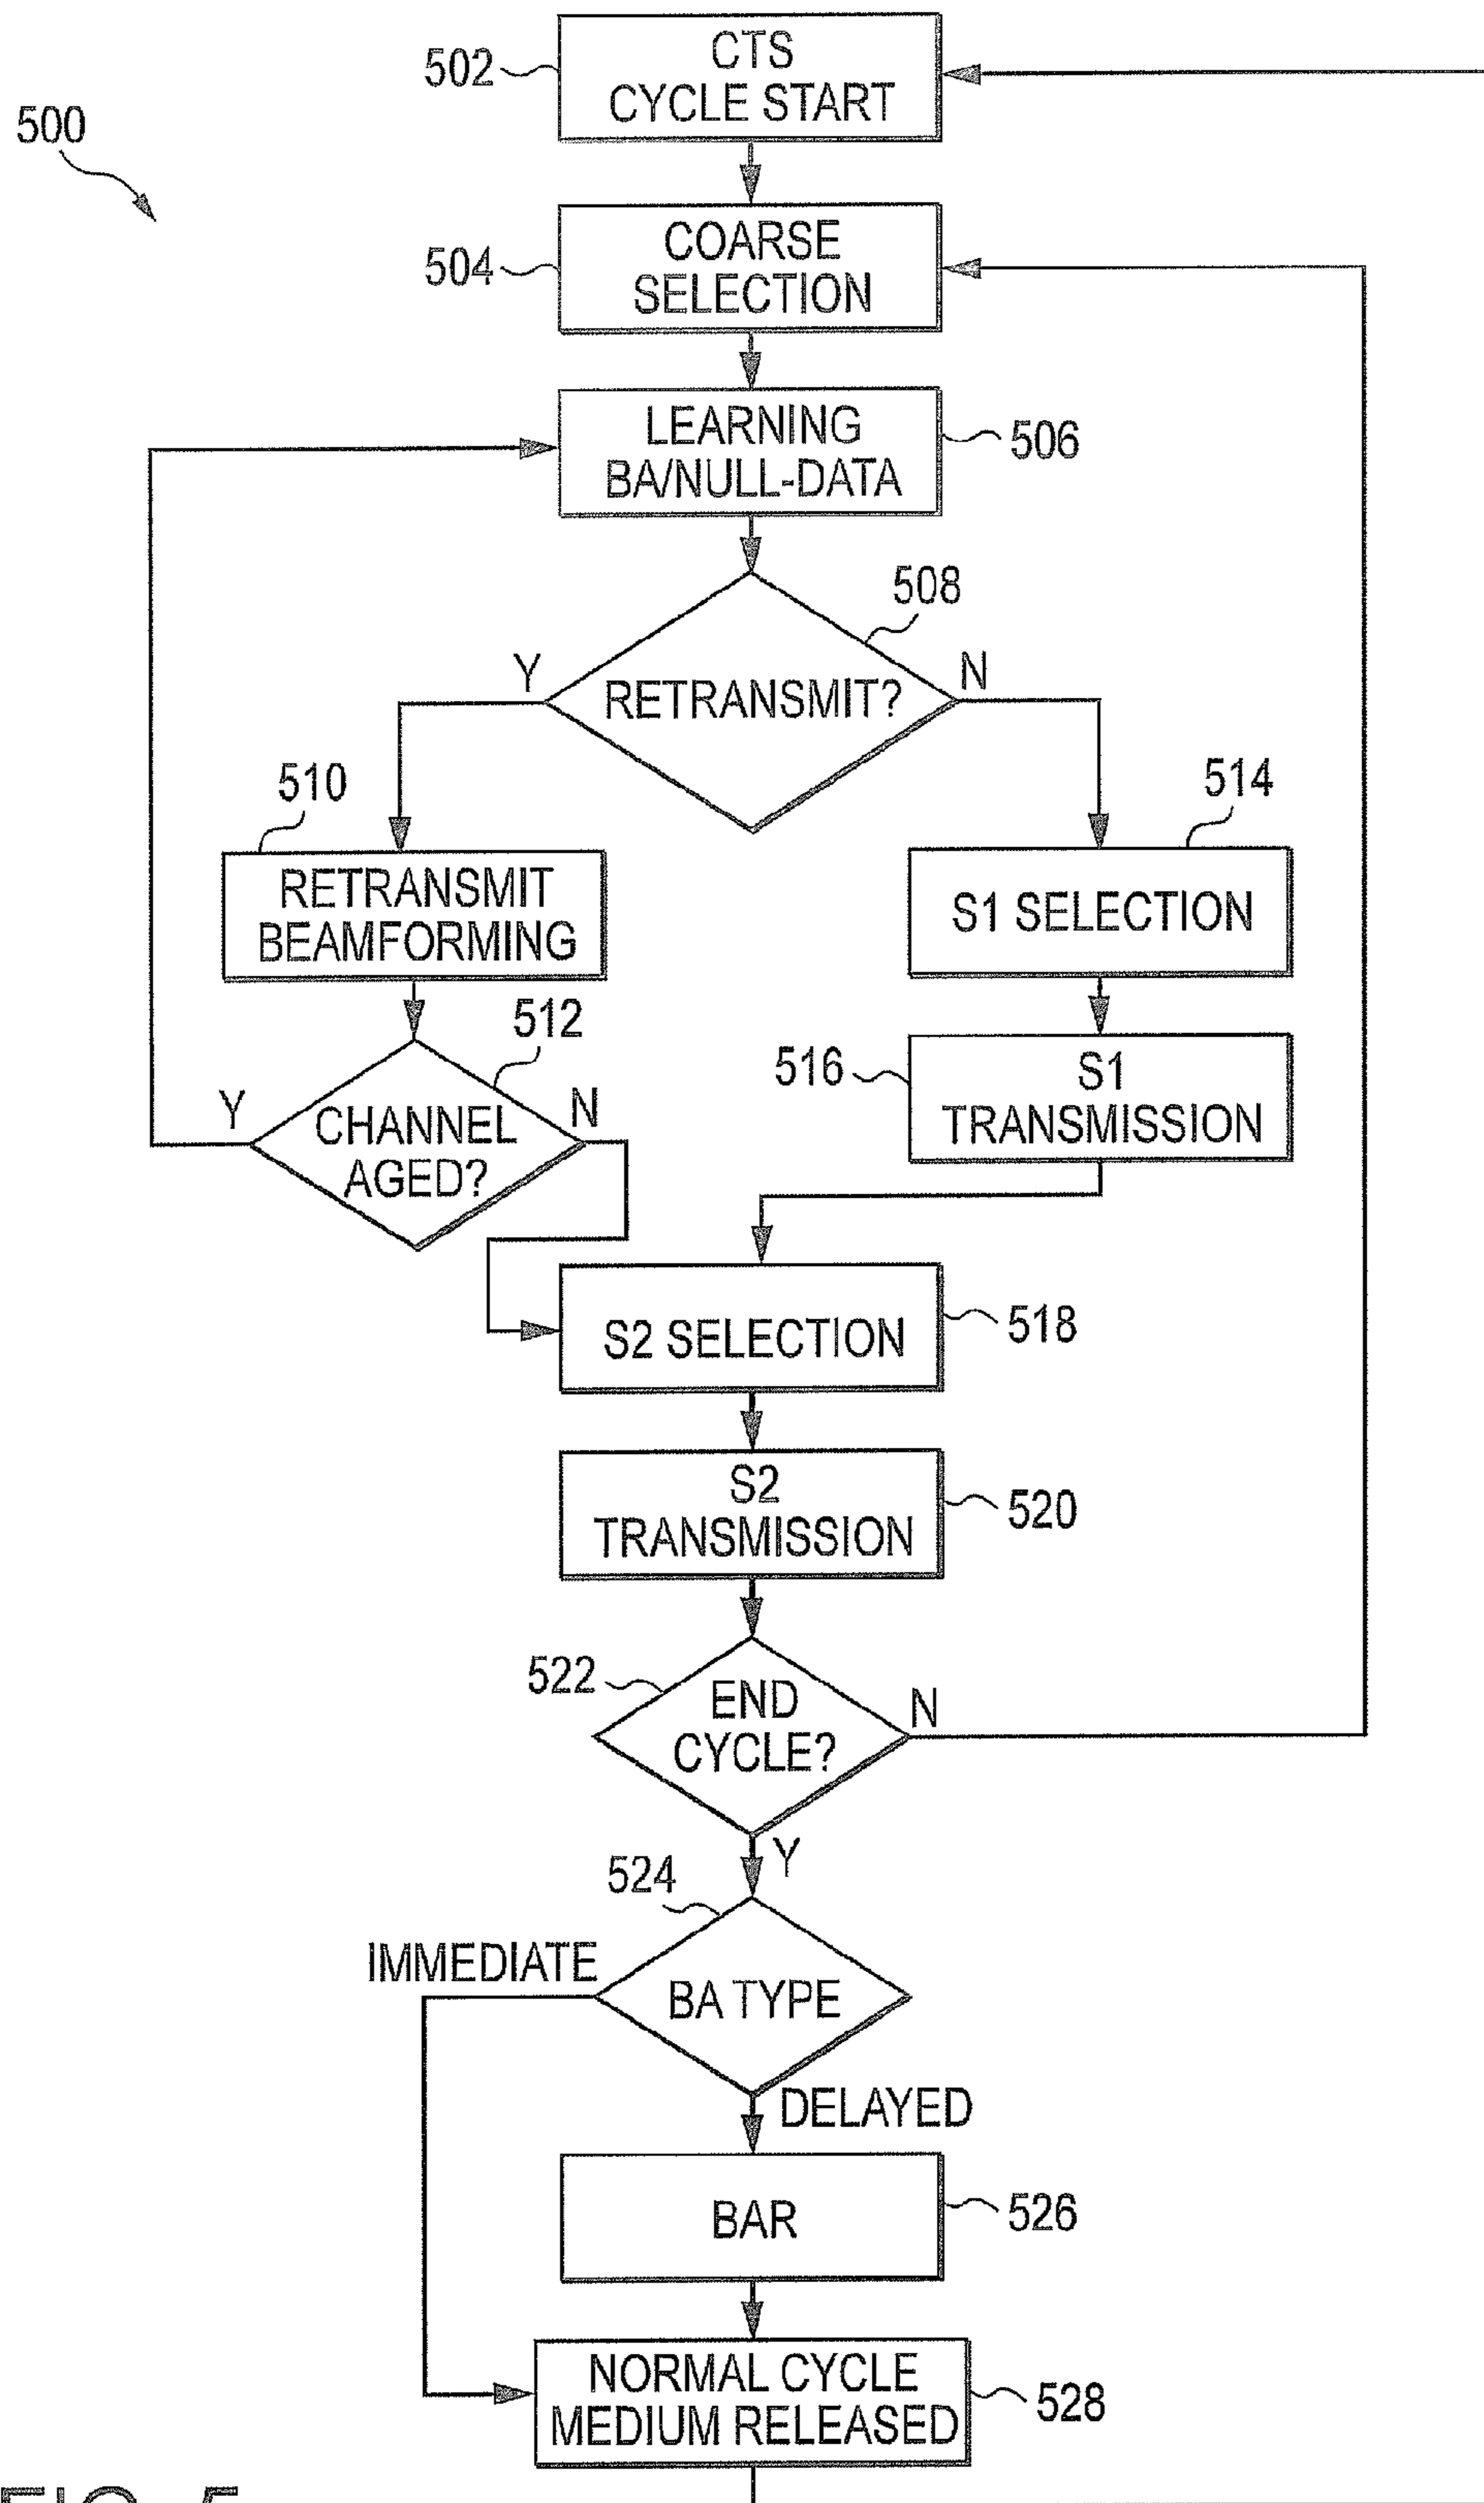 502
CTS
CYCLE START
500
504
COARSE
SELECTION
LEARNING
BA/NULL-DATA
506
508
Y
RETRANSMIT?
N
510
RETRANSMIT
BEAMFORMING
514
S1 SELECTION
512
Y
CHANNEL
AGED?
N
516
S1
TRANSMISSION
S2 SELECTION
518
S2
TRANSMISSION
520
522
END
CYCLE?
N
Y
524
IMMEDIATE
BA TYPE
DELAYED
BAR
526
NORMAL CYCLE
MEDIUM RELEASED
528
FIG. 5